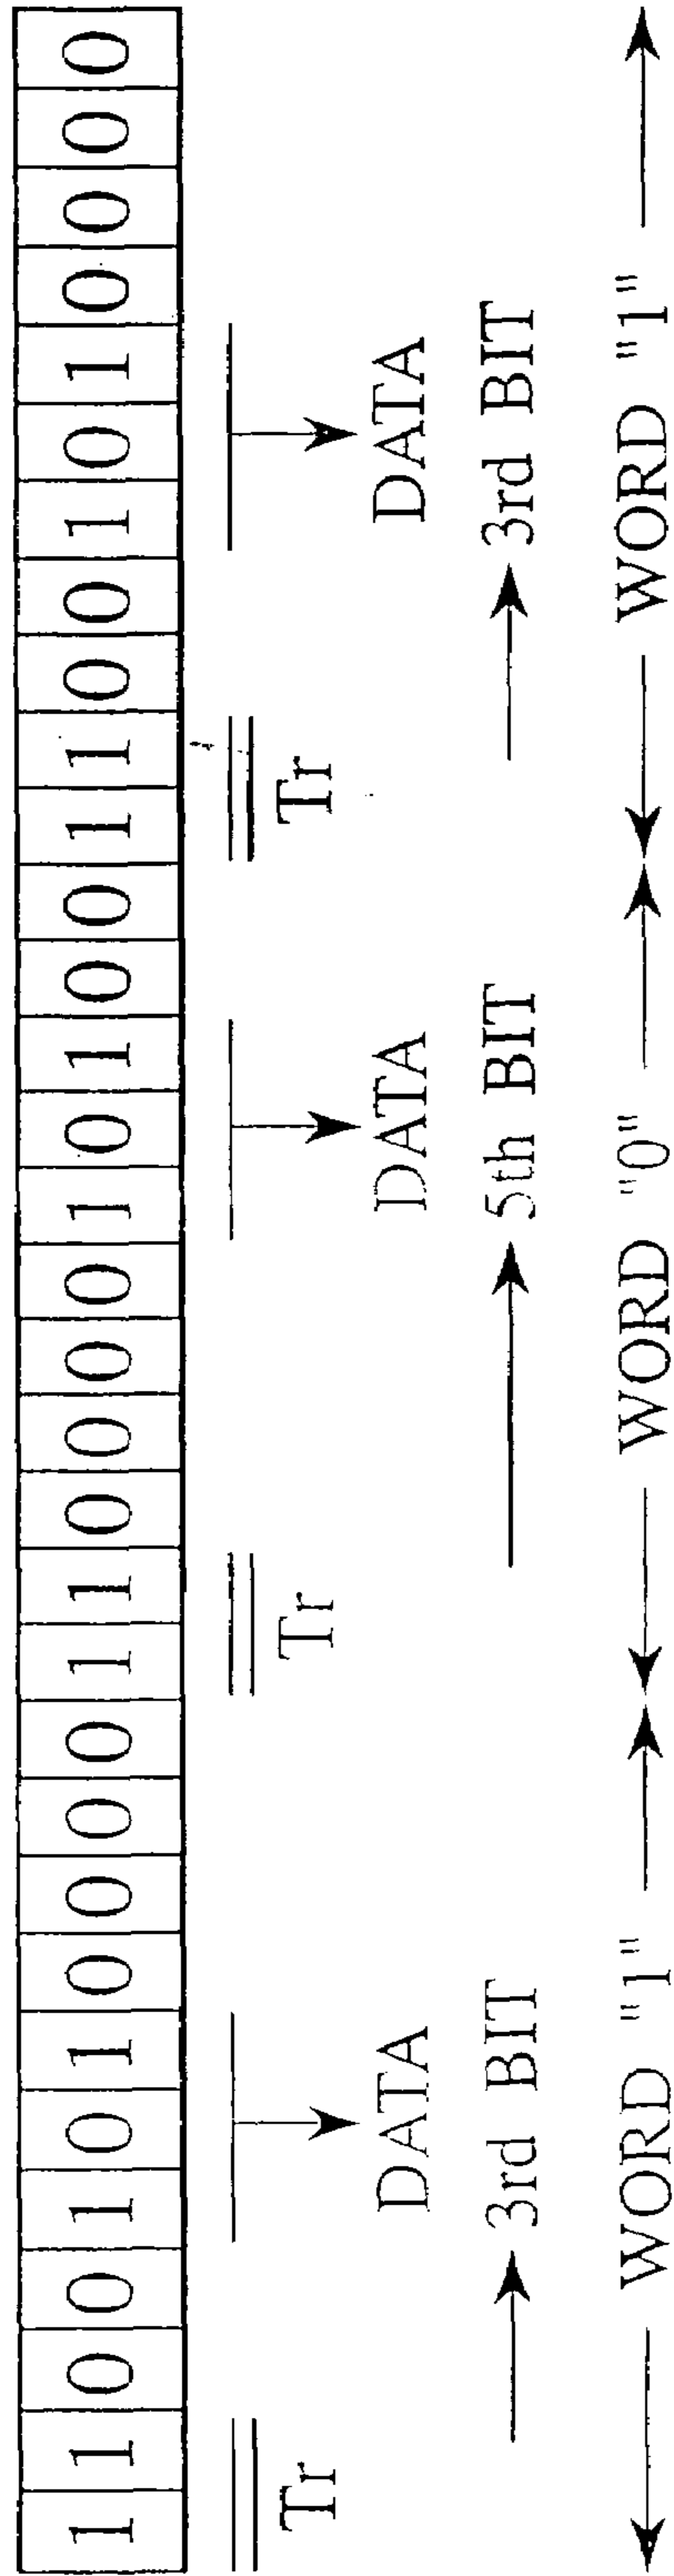 1 1 0 0 1 0 1 0 0 0 0 1 1 0 0 0 0 1 0 1 0 0 1 1 0 0 1 0 1 0 0 0 0
Tr Tr Tr
DATA DATA DATA
3rd BIT 5th BIT 3rd BIT
WORD "1" WORD "0" WORD "1"